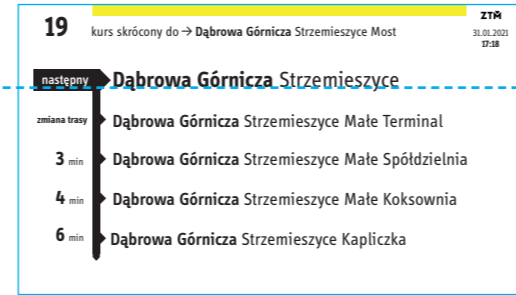 19 kurs skrócony do → Dąbrowa Górnicza Strzemieszyce Most
ZTM
31.01.2021
17:18
następny Dąbrowa Górnicza Strzemieszyce
zmiana trasy Dąbrowa Górnicza Strzemieszyce Małe Terminal
3 min Dąbrowa Górnicza Strzemieszyce Małe Spółdzielnia
4 min Dąbrowa Górnicza Strzemieszyce Małe Koksownia
6 min Dąbrowa Górnicza Strzemieszyce Kapliczka